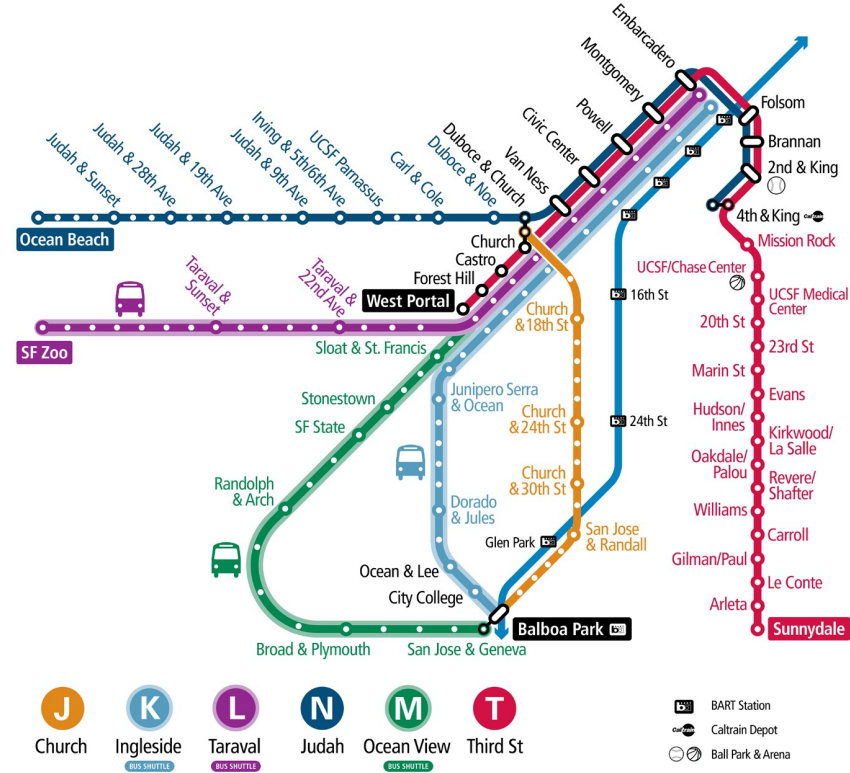 Embarcadero
Montgomery
Powell
Civic Center
Van Ness
Folsom
Brannan
2nd & King
4th & King
CalTrain
Judah & Sunset
Judah & 28th Ave
Judah & 19th Ave
Judah & 9th Ave
Irving & 5th/6th Ave
UCSF Parnassus
Carl & Cole
Duboce & Noe
Duboce & Church
Ocean Beach
Church
Castro
Forest Hill
West Portal
Taraval &
Sunset
Taraval &
22nd Ave
SF Zoo
Sloat & St. Francis
Stonestown
SF State
Randolph
& Arch
Broad & Plymouth
San Jose & Geneva
Junipero Serra
& Ocean
Dorado
& Jules
Ocean & Lee
City College
Balboa Park
Church
& 18th St
Church
& 24th St
Church
& 30th St
San Jose
& Randall
16th St
24th St
Glen Park
Mission Rock
UCSF/Chase Center
UCSF Medical
Center
20th St
23rd St
Marin St
Evans
Hudson/
Innes
Kirkwood/
La Salle
Oakdale/
Palou
Revere/
Shafter
Williams
Carroll
Gilman/Paul
Le Conte
Arleta
Sunnydale
J
Church
K
Ingleside
BUS SHUTTLE
L
Taraval
BUS SHUTTLE
N
Judah
M
Ocean View
BUS SHUTTLE
T
Third St
BART Station
CalTrain
Caltrain Depot
Ball Park & Arena